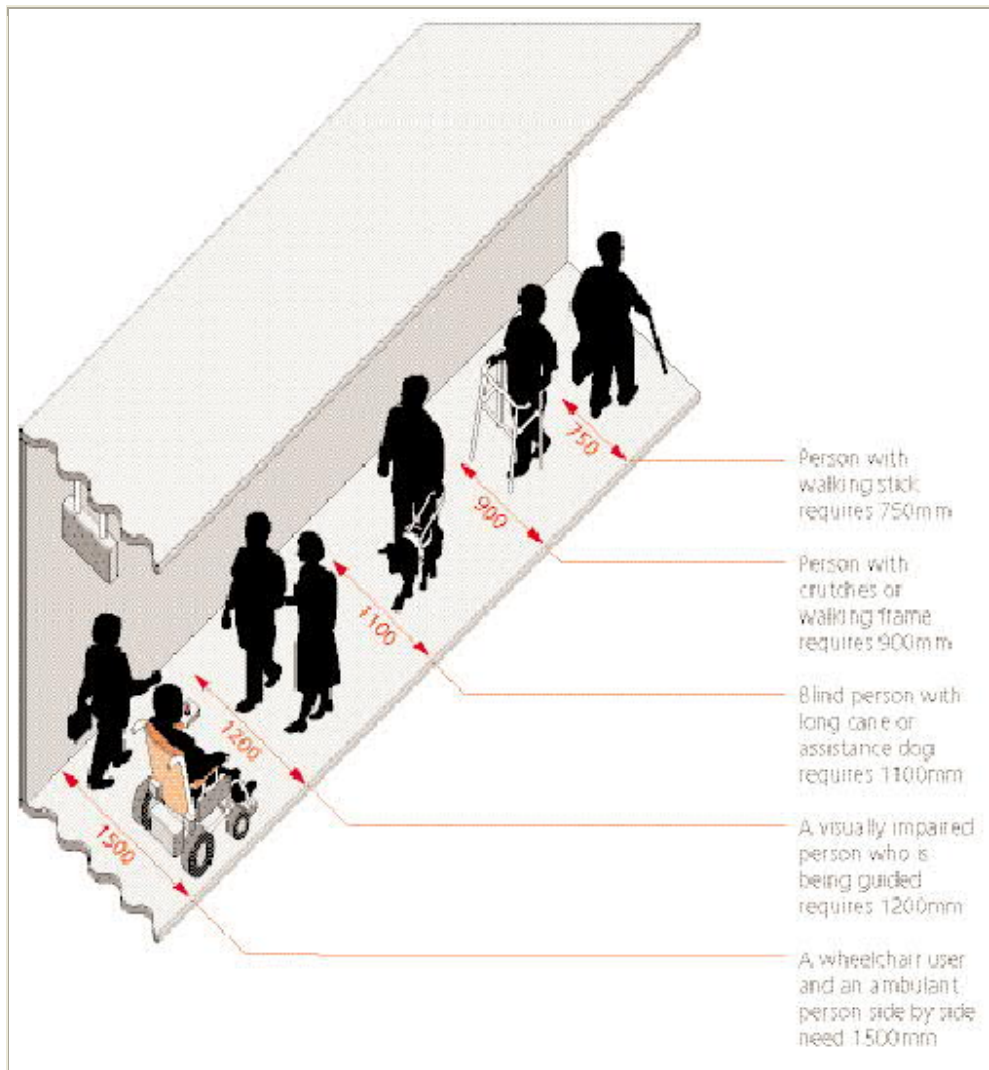 750
Person with
walking stick
requires 750mm
900
Person with
crutches or
walking frame
requires 900mm
1100
Blind person with
long cane or
assistance dog
requires 1100mm
1200
A visually impaired
person who is
being guided
requires 1200mm
1500
A wheelchair user
and an ambulant
person side by side
need 1500mm